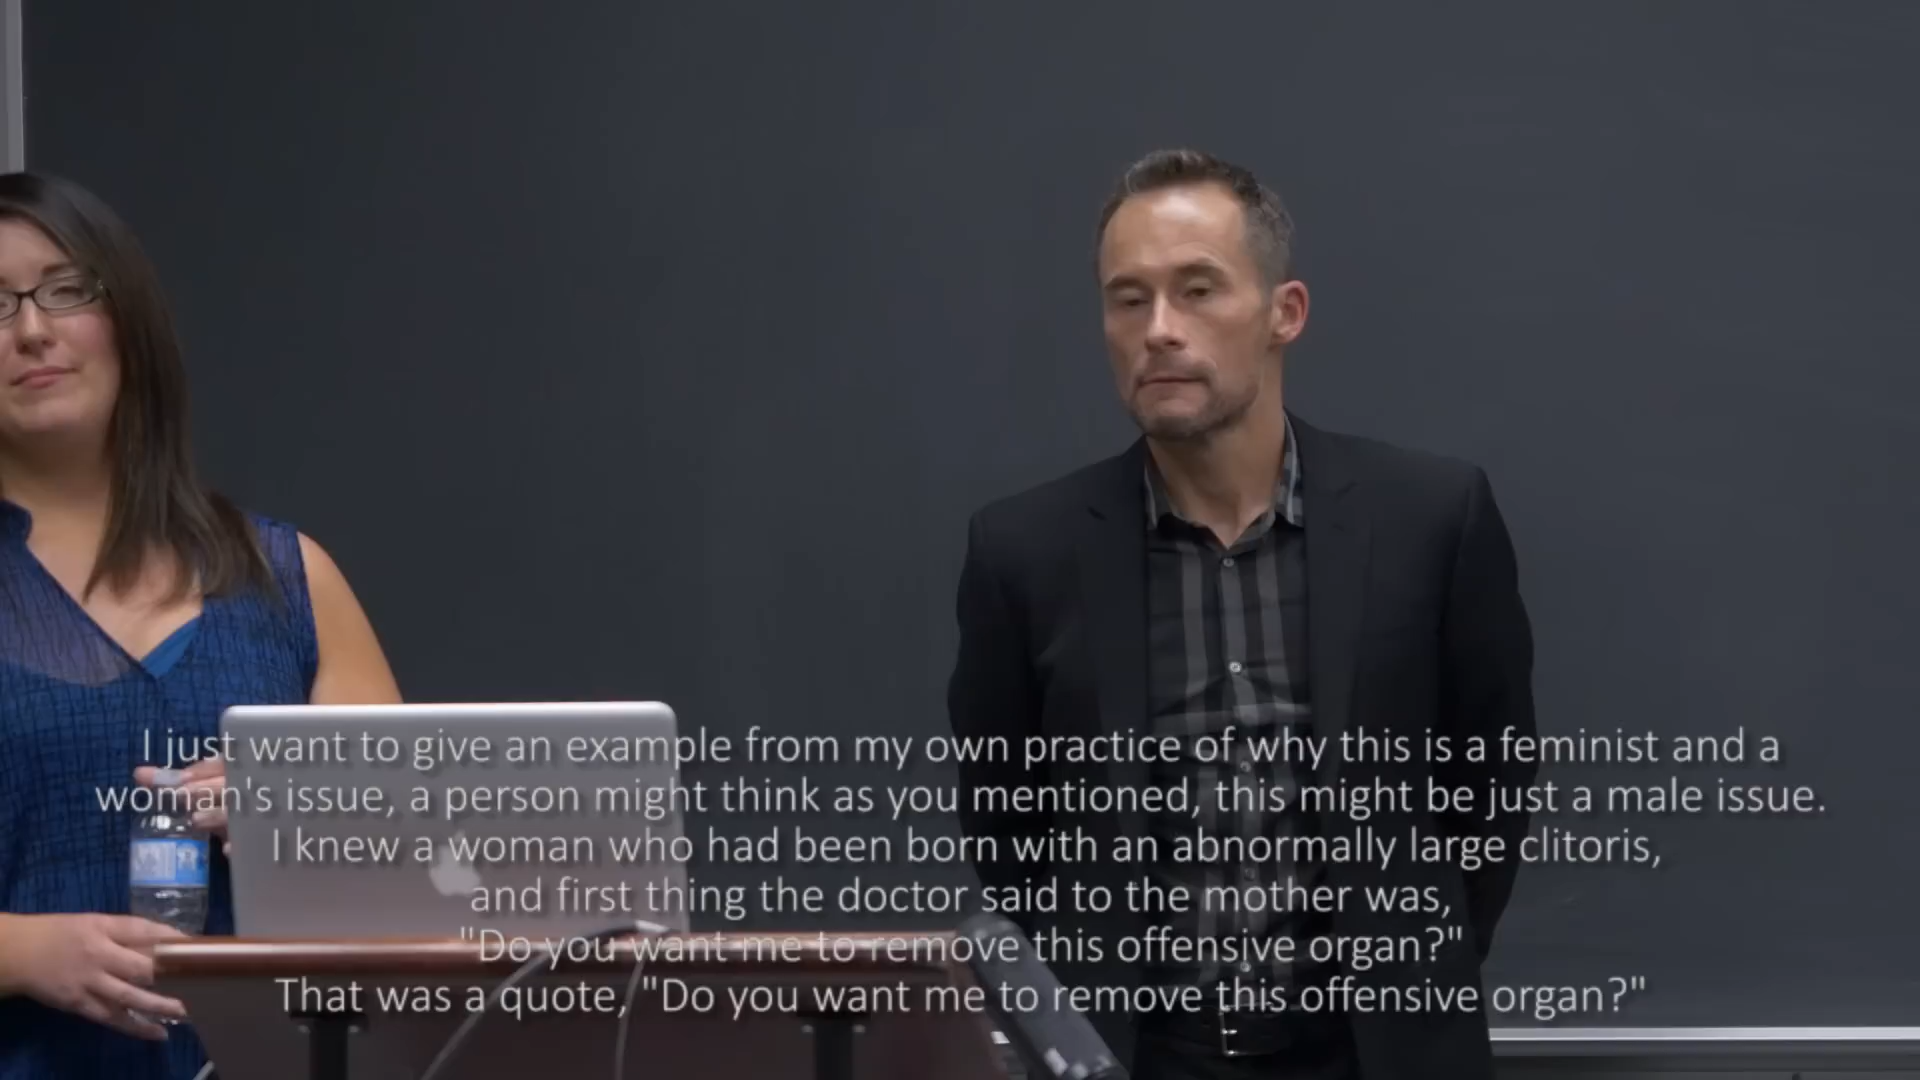 I just want to give an example from my own practice of why this is a feminist and a
woman's issue, a person might think as you mentioned, this might be just a male issue.
I knew a woman who had been born with an abnormally large clitoris,
and first thing the doctor said to the mother was,
"Do you want me to remove this offensive organ?"
That was a quote, "Do you want me to remove this offensive organ?"